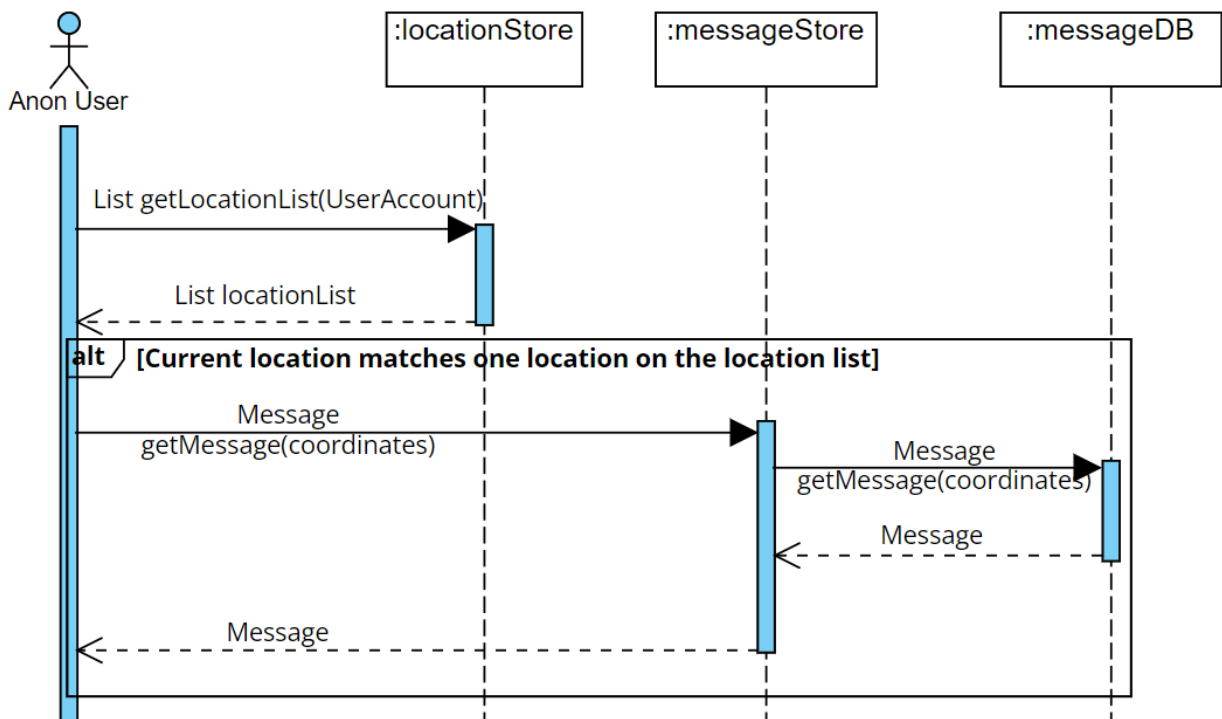 :locationStore
:messageStore
:messageDB
Anon User
List getLocationList(UserAccount)
List locationList
alt
[Current location matches one location on the location list]
Message
getMessage(coordinates)
Message
getMessage(coordinates)
Message
Message